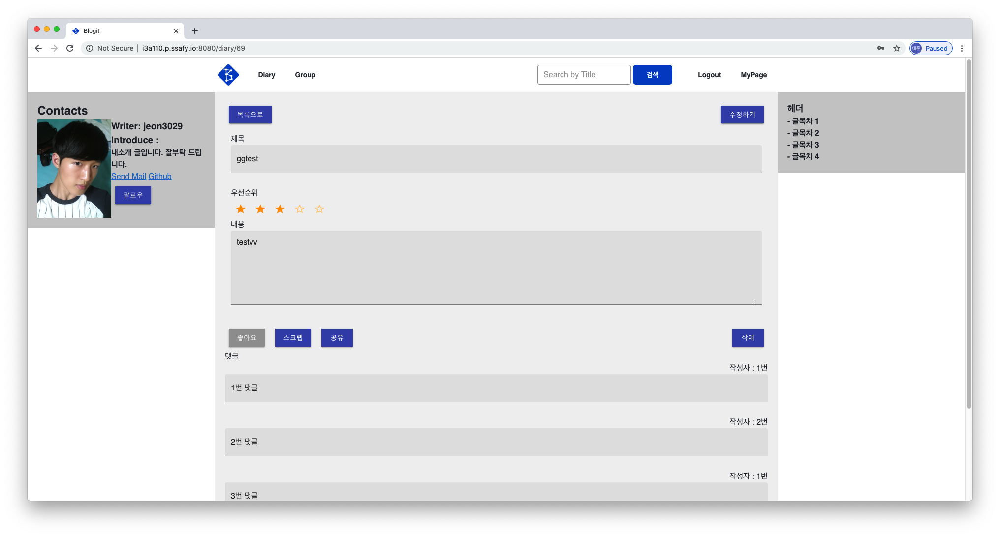 Blogit
Not Secure
i3a110.p.ssafy.io:8080/diary/69
태준 Paused
Diary
Group
Search by Title
검색
Logout
MyPage
Contacts
Writer: jeon3029
Introduce :
내소개 글입니다. 잘부탁 드립
니다.
Send Mail Github
팔로우
목록으로
수정하기
제목
ggtest
우선순위
내용
testvv
좋아요
스크랩
공유
삭제
댓글
작성자 : 1번
1번 댓글
작성자 : 2번
2번 댓글
작성자 : 1번
3번 댓글
헤더
- 글목차 1
- 글목차 2
- 글목차 3
- 글목차 4